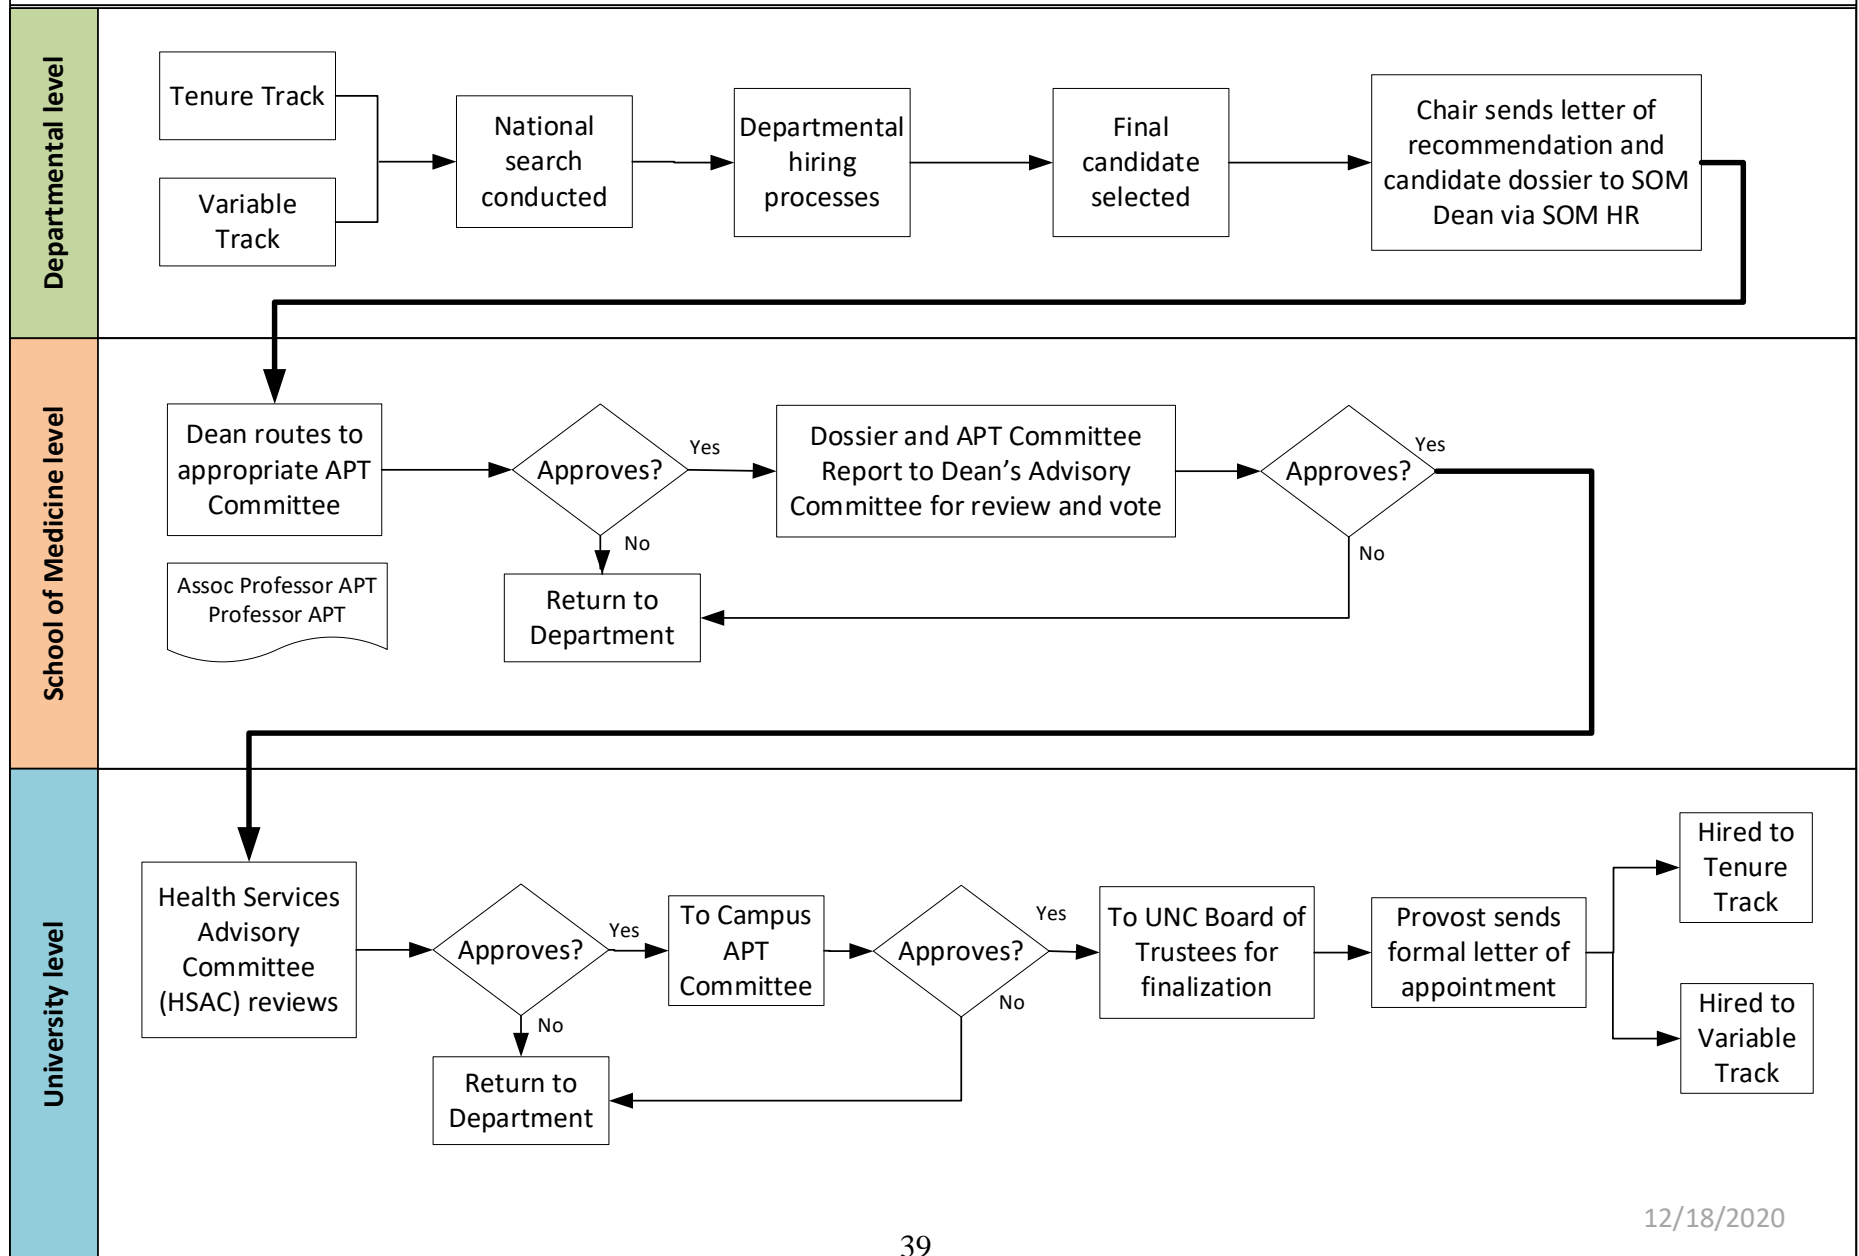 Departmental level
Tenure Track
Variable
Track
National
search
conducted
Departmental
hiring
processes
Final
candidate
selected
Chair sends letter of
recommendation and
candidate dossier to SOM
Dean via SOM HR
School of Medicine level
Dean routes to
appropriate APT
Committee
Assoc Professor APT
Professor APT
Approves?
Yes
No
Return to
Department
Dossier and APT Committee
Report to Dean’s Advisory
Committee for review and vote
Approves?
Yes
No
University level
Health Services
Advisory
Committee
(HSAC) reviews
Approves?
Yes
No
Return to
Department
To Campus
APT
Committee
Approves?
Yes
No
To UNC Board of
Trustees for
finalization
Provost sends
formal letter of
appointment
Hired to
Tenure
Track
Hired to
Variable
Track
12/18/2020
39